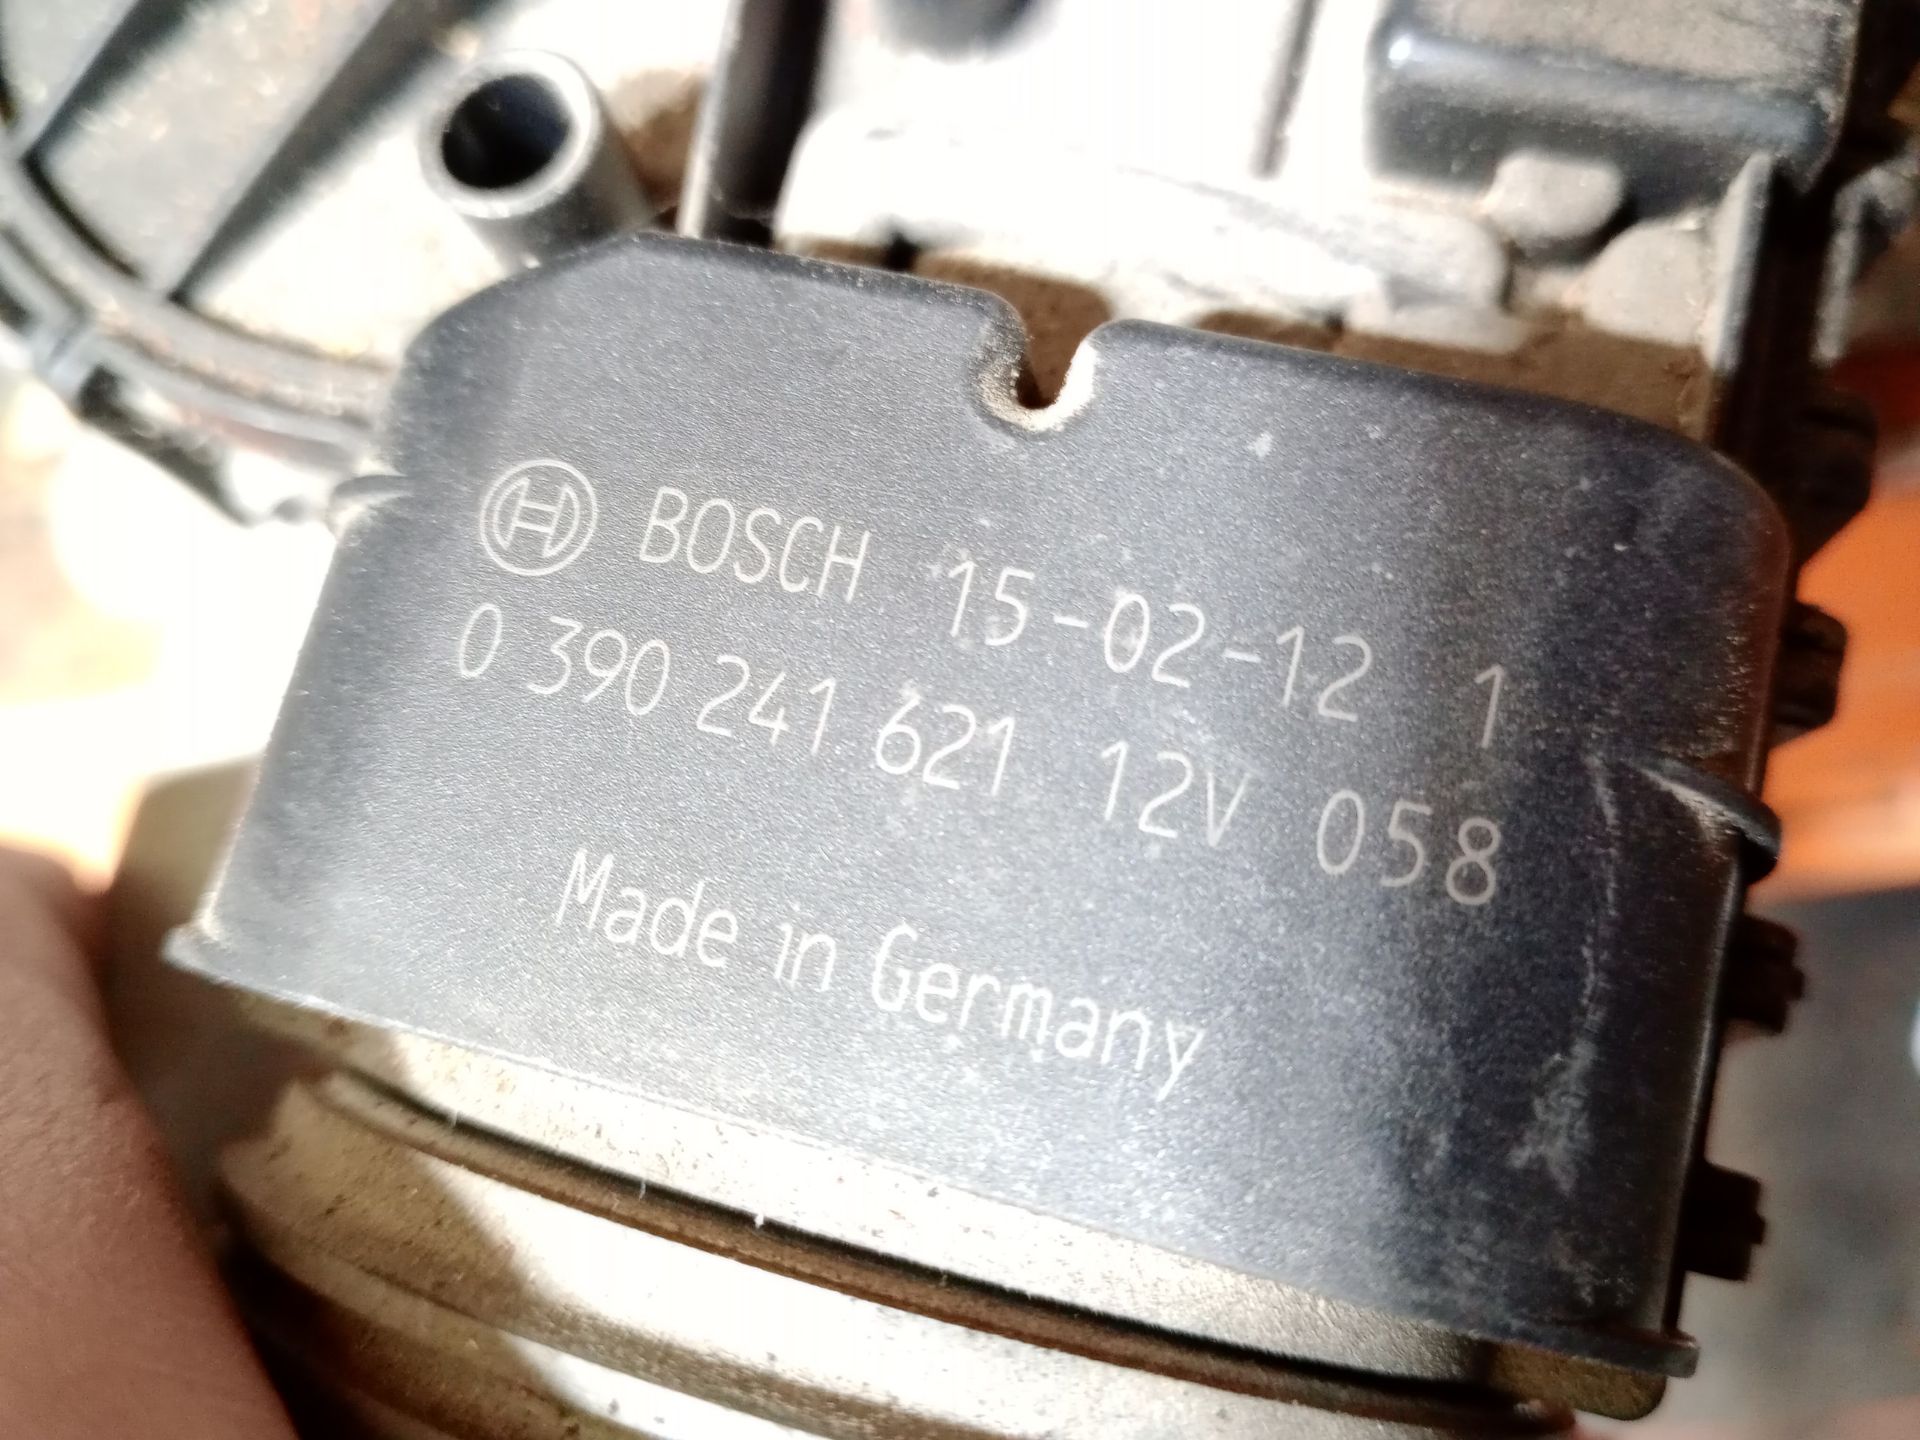 BOSCH 15-02-12 1
0 390 241 621 12V 058
Made in Germany